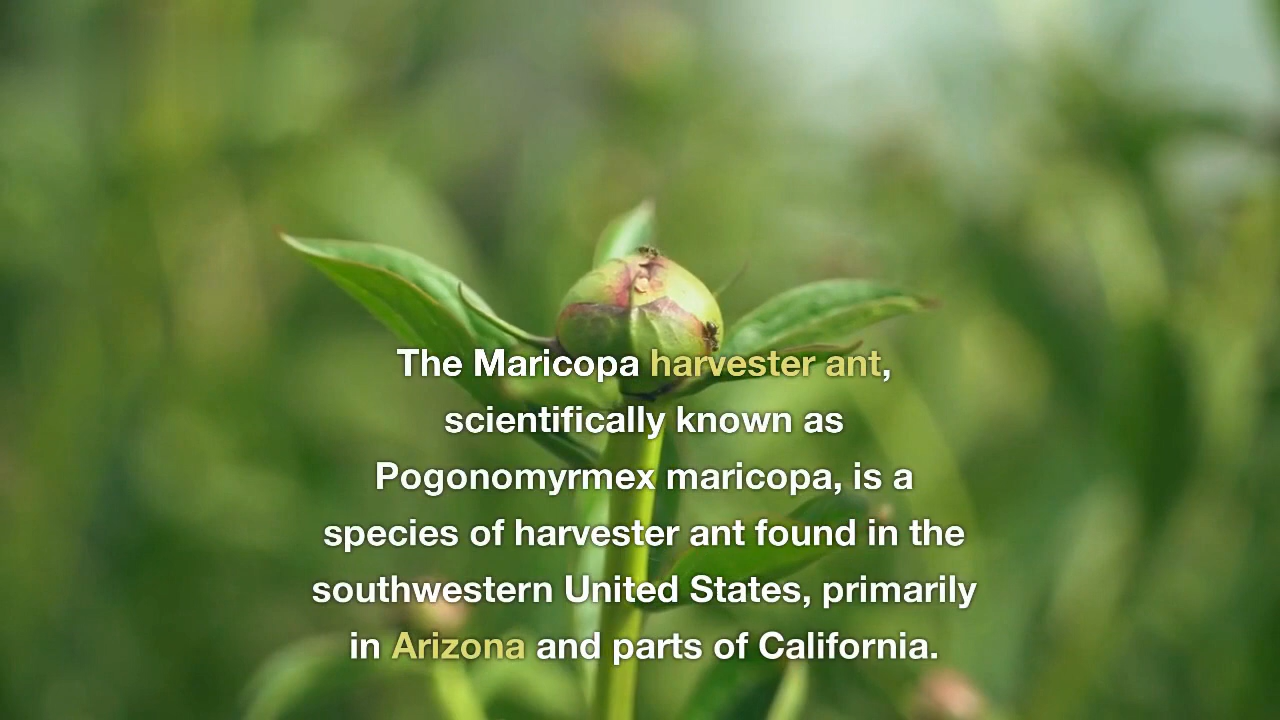 The Maricopa harvester ant,
scientifically known as
Pogonomyrmex maricopa, is a
species of harvester ant found in the
southwestern United States, primarily
in Arizona and parts of California.